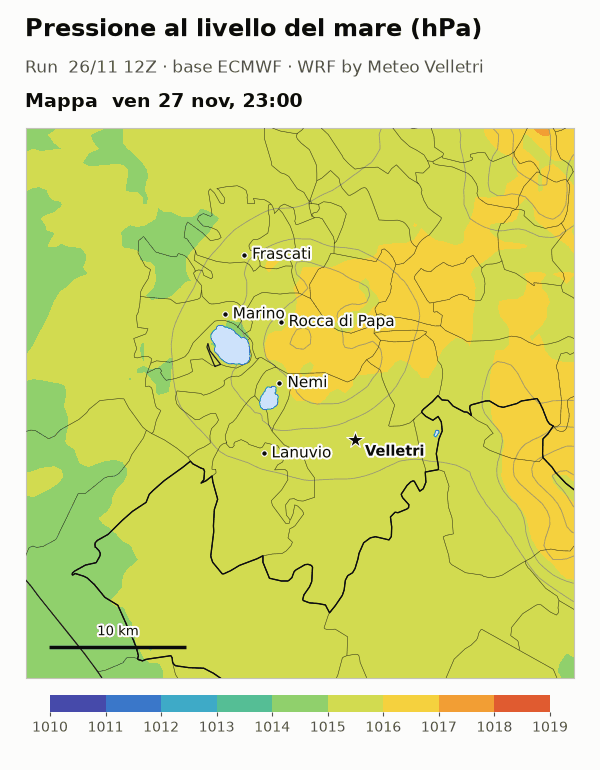 Pressione al livello del mare (hPa)
Run  26/11 12Z · base ECMWF · WRF by Meteo Velletri
Mappa  ven 27 nov, 23:00
Frascati
Marino
Rocca di Papa
Nemi
Velletri
Lanuvio
10 km
1010 1011 1012 1013 1014 1015 1016 1017 1018 1019